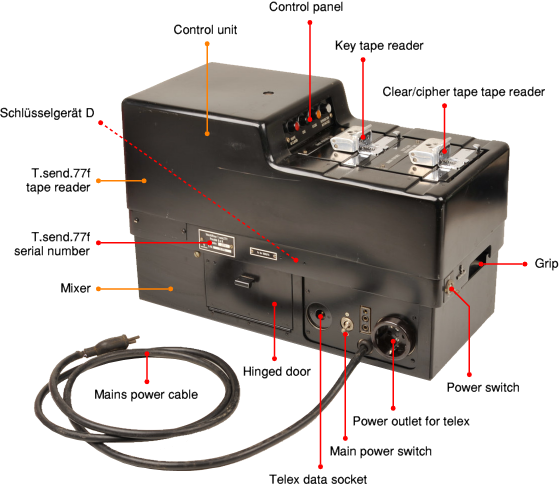 Control panel
Control unit
Key tape reader
Clear/cipher tape tape reader
Schlüsselgerät D
T.send.77f
tape reader
T.send.77f
serial number
Grip
Mixer
Hinged door
Power switch
Mains power cable
Power outlet for telex
Main power switch
Telex data socket